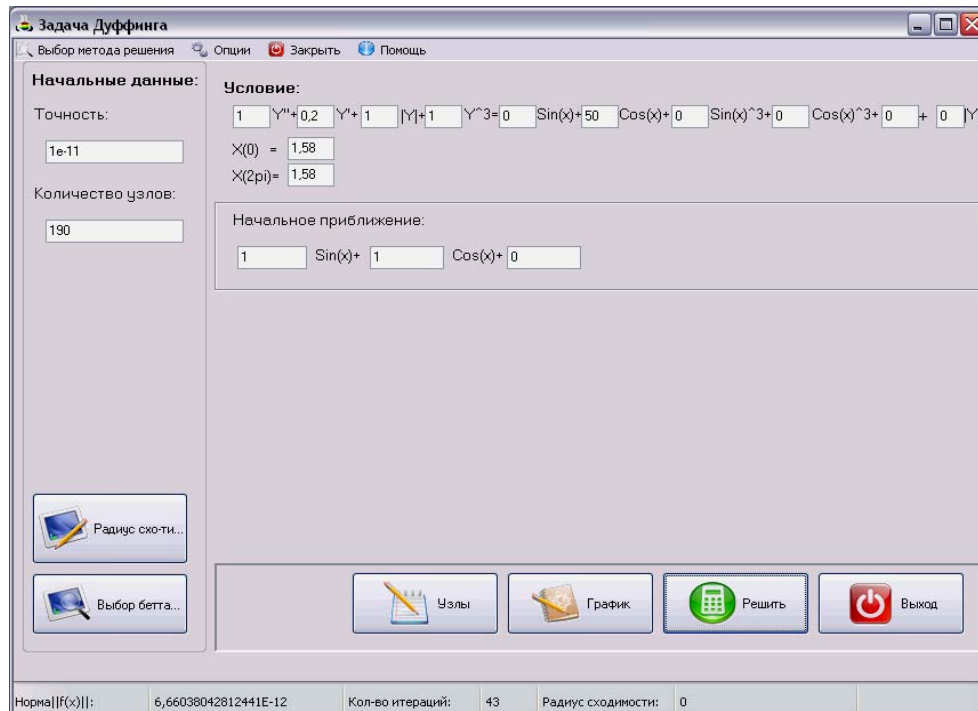 Задача Дуффинга
Выбор метода решения Опции Закрыть Помощь
Начальные данные:
Точность:
1e-11
Количество узлов:
190
Условие:
1 Y''+ 0,2 Y'+ 1 |Y|+ 1 Y^3= 0 Sin(x)+ 50 Cos(x)+ 0 Sin(x)^3+ 0 Cos(x)^3+ 0 + 0 |Y
X(0) = 1,58
X(2pi)= 1,58
Начальное приближение:
1 Sin(x)+ 1 Cos(x)+ 0
Радиус схо-ти...
Выбор бетта...
Узлы График Решить Выход
Норма||f(x)||: 6,66038042812441E-12 Кол-во итераций: 43 Радиус сходимости: 0